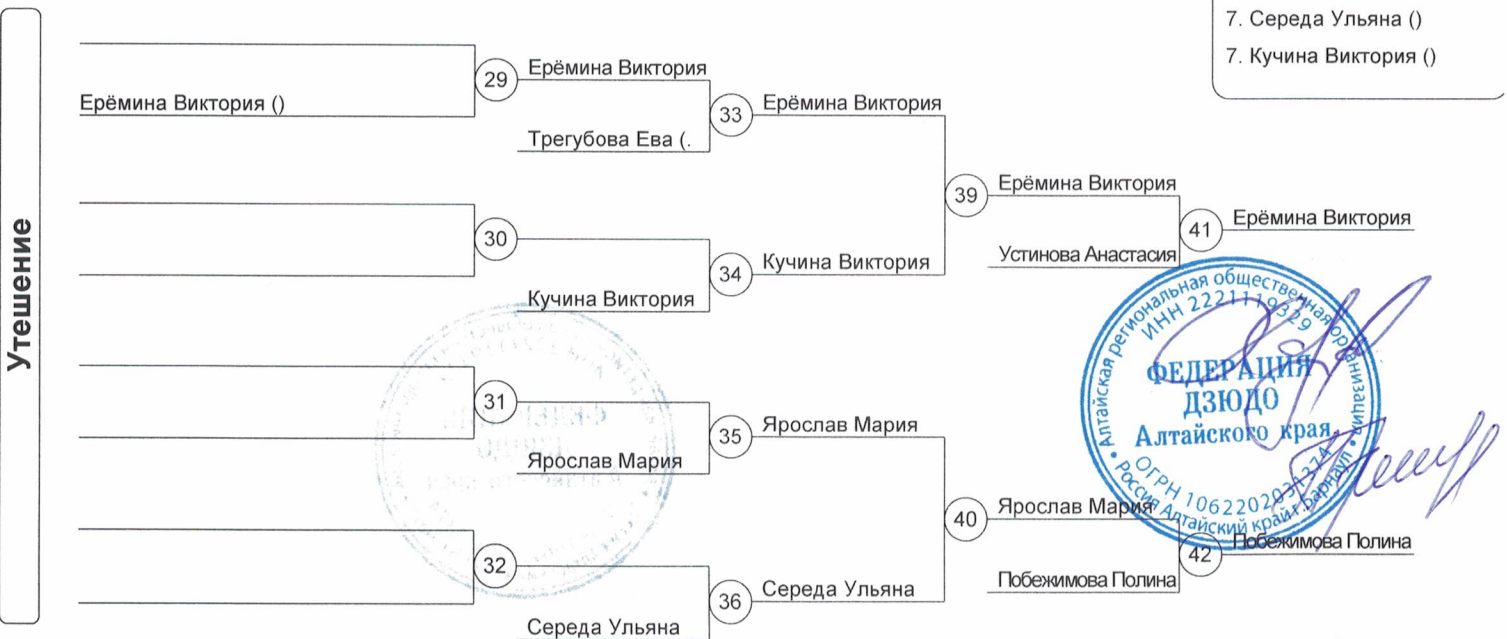 7. Середа Ульяна ()
7. Кучина Виктория ()
Утешение
29
Ерёмина Виктория
Ерёмина Виктория ()
33
Ерёмина Виктория
Трегубова Ева (.
39
Ерёмина Виктория
30
41
Ерёмина Виктория
34
Кучина Виктория
Устинова Анастасия
Кучина Виктория
31
35
Ярослав Мария
Ярослав Мария
40
Ярослав Мария
42
Побежимова Полина
32
Побежимова Полина
36
Середа Ульяна
Середа Ульяна
Алтайская региональная общественная организация
ИНН 2221119329
ФЕДЕРАЦИЯ
ДЗЮДО
Алтайского края
ОГРН
Россия Алтайский край г.Барнаул